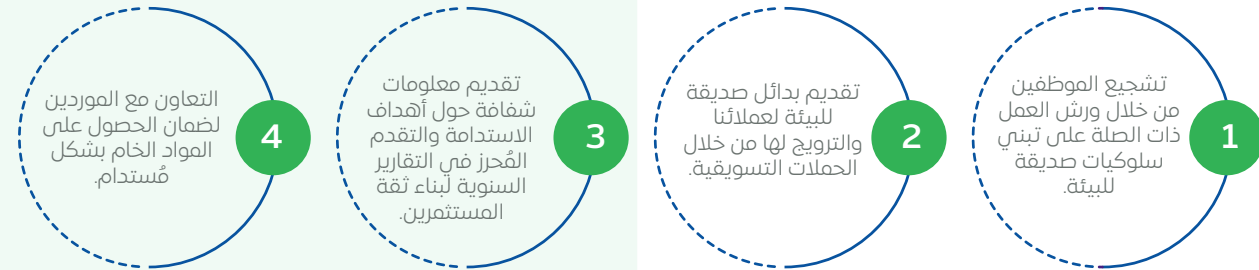 1
تشجيع الموظفين
من خلال ورش العمل
ذات الصلة على تبني
سلوكيات صديقة
للبيئة.
2
تقديم بدائل صديقة
للبيئة لعملائنا
والترويج لها من خلال
الحملات التسويقية.
3
تقديم معلومات
شفافة حول أهداف
الاستدامة والتقدم
المُحرز في التقارير
السنوية لبناء ثقة
المستثمرين.
4
التعاون مع الموردين
لضمان الحصول على
المواد الخام بشكل
مُستدام.